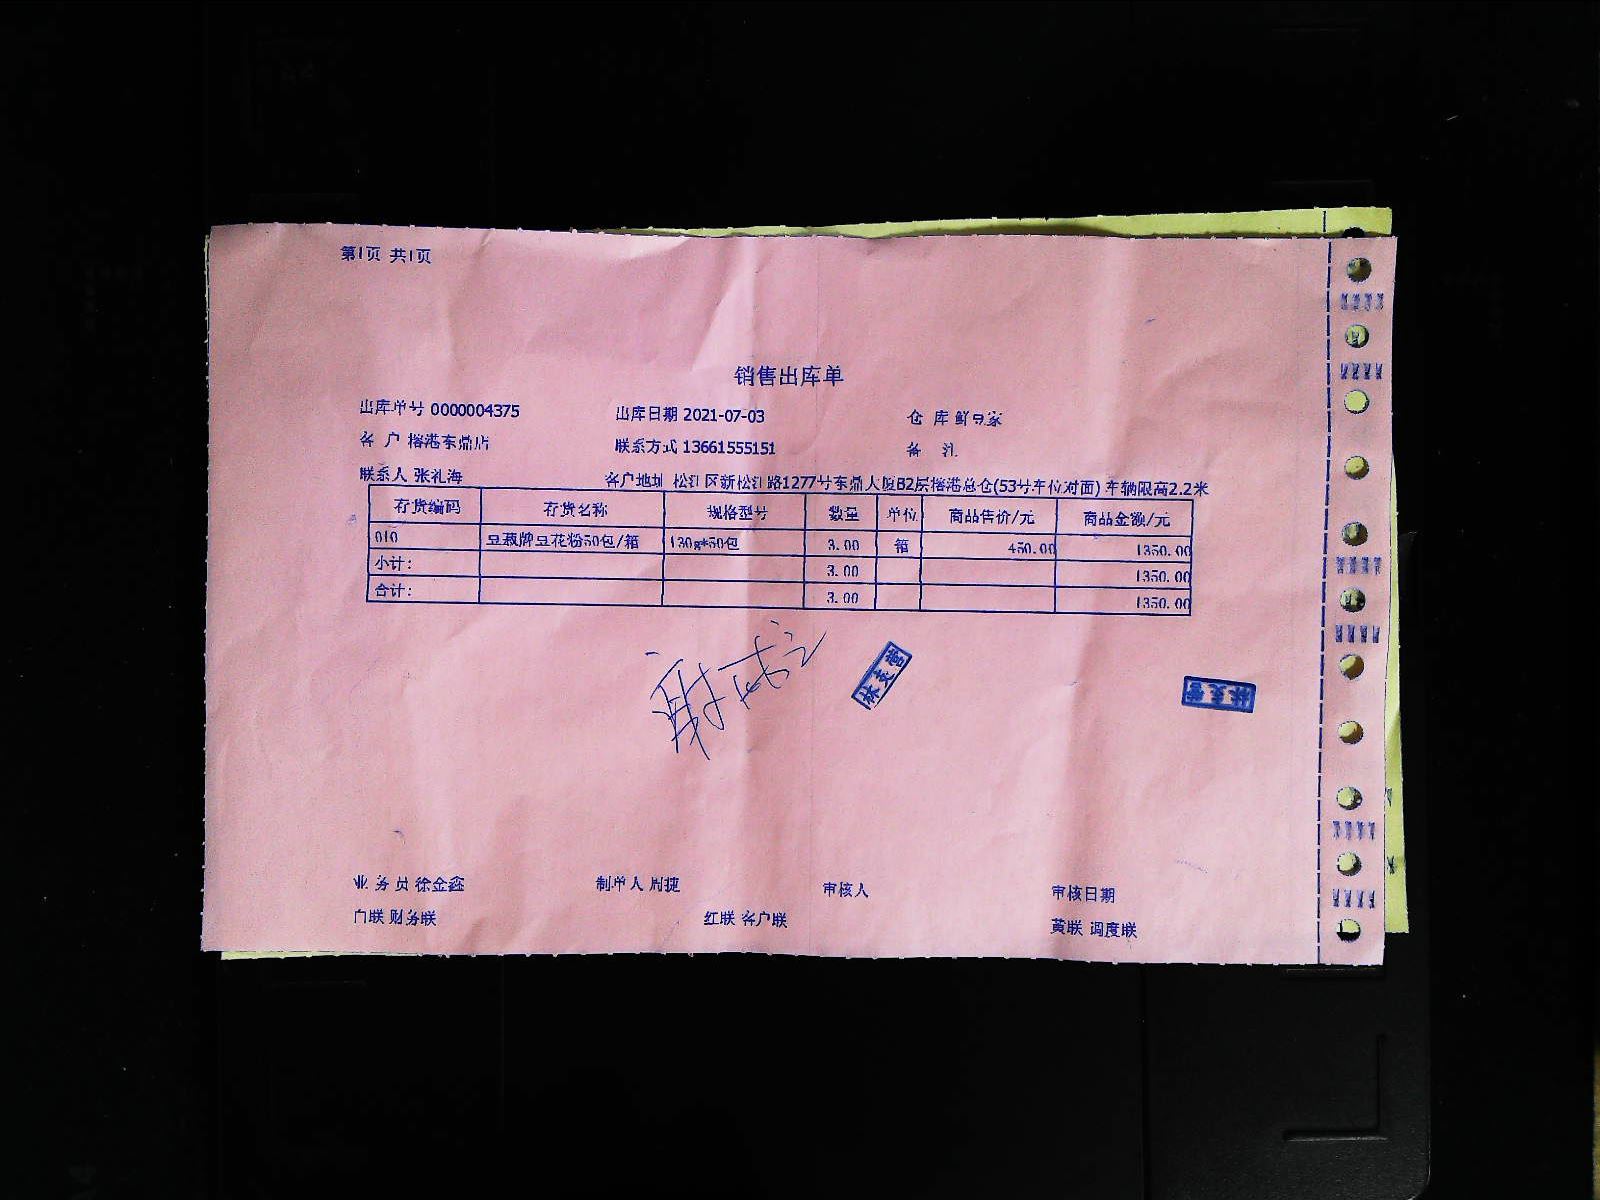 第1页 共1页
销售出库单
出库单号 0000004375 出库日期 2021-07-03 仓 库 鲜豆家
客 户 榕港东鼎店 联系方式 13661555151 备 注
联系人 张礼海 客户地址 松江区新松江路1277号东鼎大厦B2层榕港总仓(53号车位对面) 车辆限高2.2米
存货编码 存货名称 规格型号 数量 单位 商品售价/元 商品金额/元
010 豆蔻牌豆花粉50包/箱 130g*50包 3.00 箱 450.00 1350.00
小计: 3.00 1350.00
合计: 3.00 1350.00
业 务 员 徐金鑫 制单人 周捷 审核人 审核日期
白联 财务联 红联 客户联 黄联 调度联